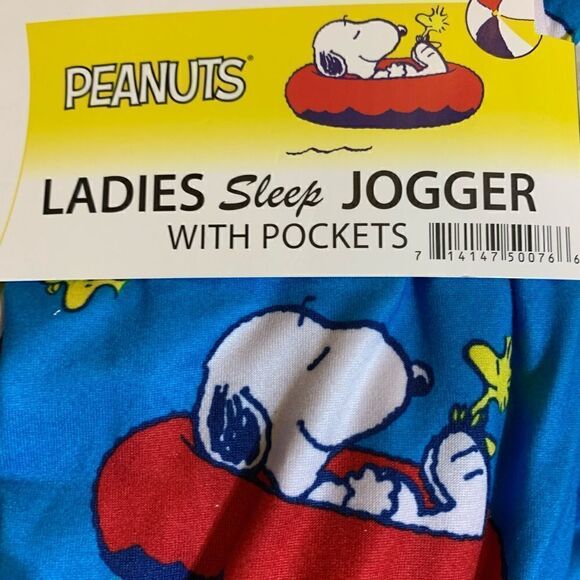 PEANUTS®
LADIES Sleep JOGGER
WITH POCKETS
7 14147 50076 6